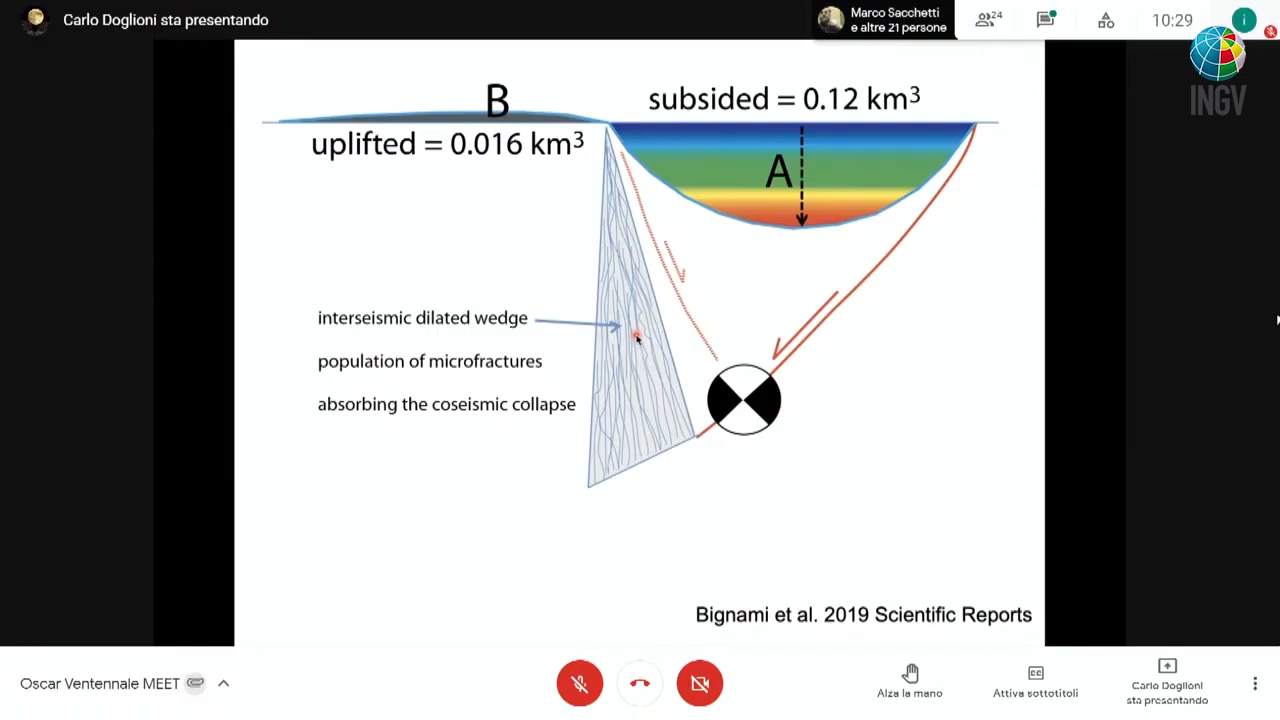 Carlo Doglioni sta presentando
Marco Sacchetti
e altre 21 persone
24
10:29
i
INGV
B
subsided = 0.12 km³
uplifted = 0.016 km³
A
interseismic dilated wedge
population of microfractures
absorbing the coseismic collapse
Bignami et al. 2019 Scientific Reports
Oscar Ventennale MEET
Alza la mano
CC
Attiva sottotitoli
Carlo Doglioni
sta presentando